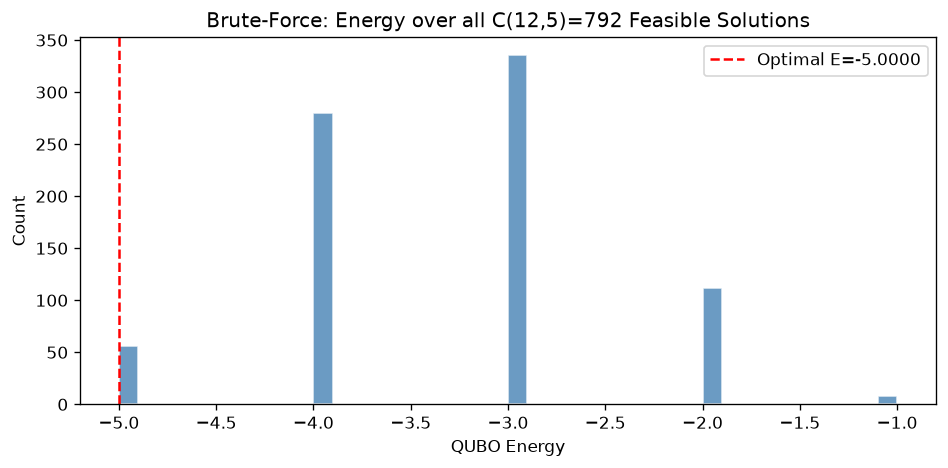 Brute-Force: Energy over all C(12,5)=792 Feasible Solutions
Optimal E=-5.0000
Count
350
300
250
200
150
100
50
0
−5.0 −4.5 −4.0 −3.5 −3.0 −2.5 −2.0 −1.5 −1.0
QUBO Energy